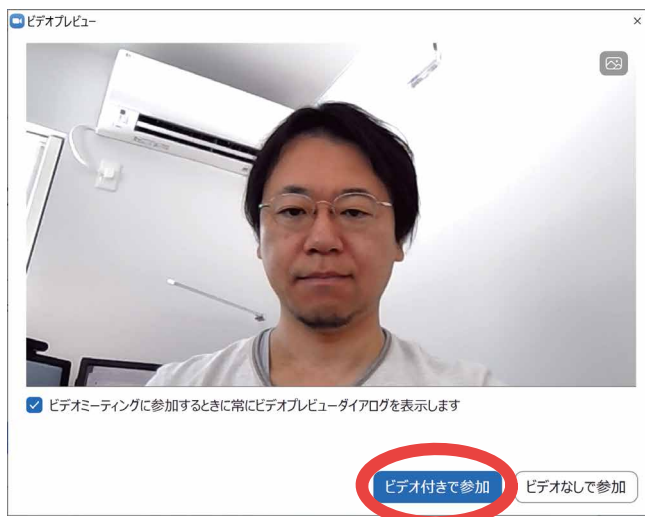 ビデオプレビュー
ビデオミーティングに参加するときに常にビデオプレビューダイアログを表示します
ビデオ付きで参加 ビデオなしで参加